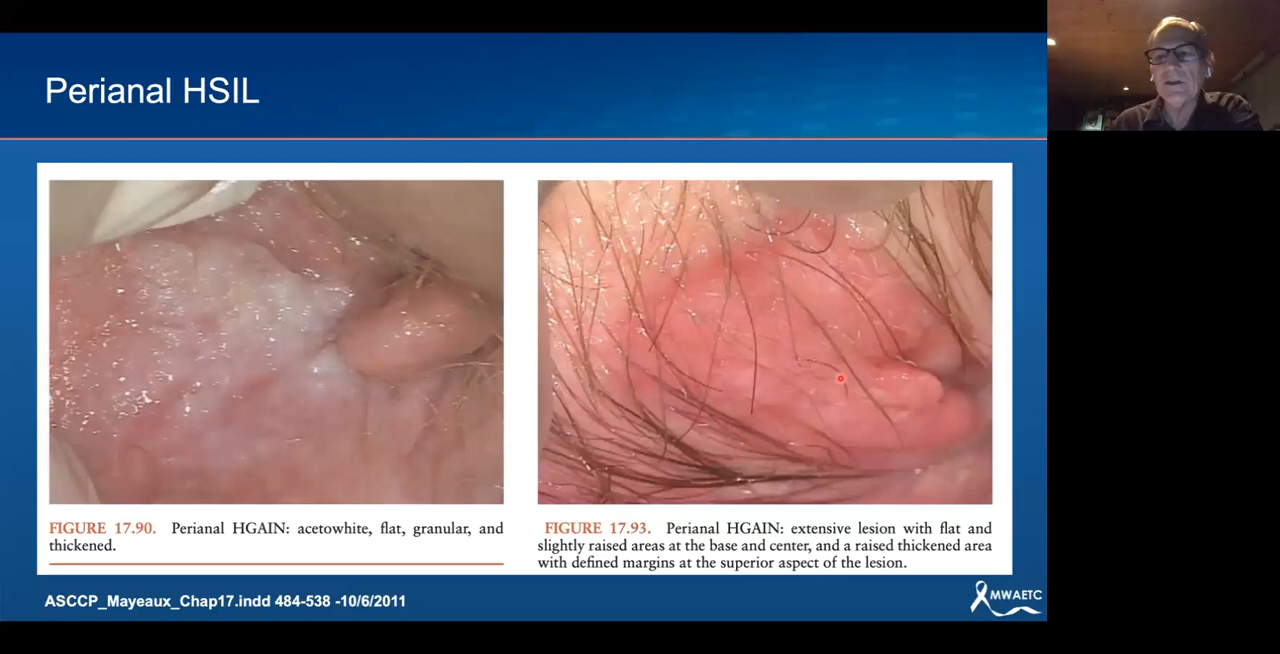 Perianal HSIL
FIGURE 17.90. Perianal HGAIN: acetowhite, flat, granular, and
thickened.
FIGURE 17.93. Perianal HGAIN: extensive lesion with flat and
slightly raised areas at the base and center, and a raised thickened area
with defined margins at the superior aspect of the lesion.
ASCCP_Mayeaux_Chap17.indd 484-538 -10/6/2011
MWAETC